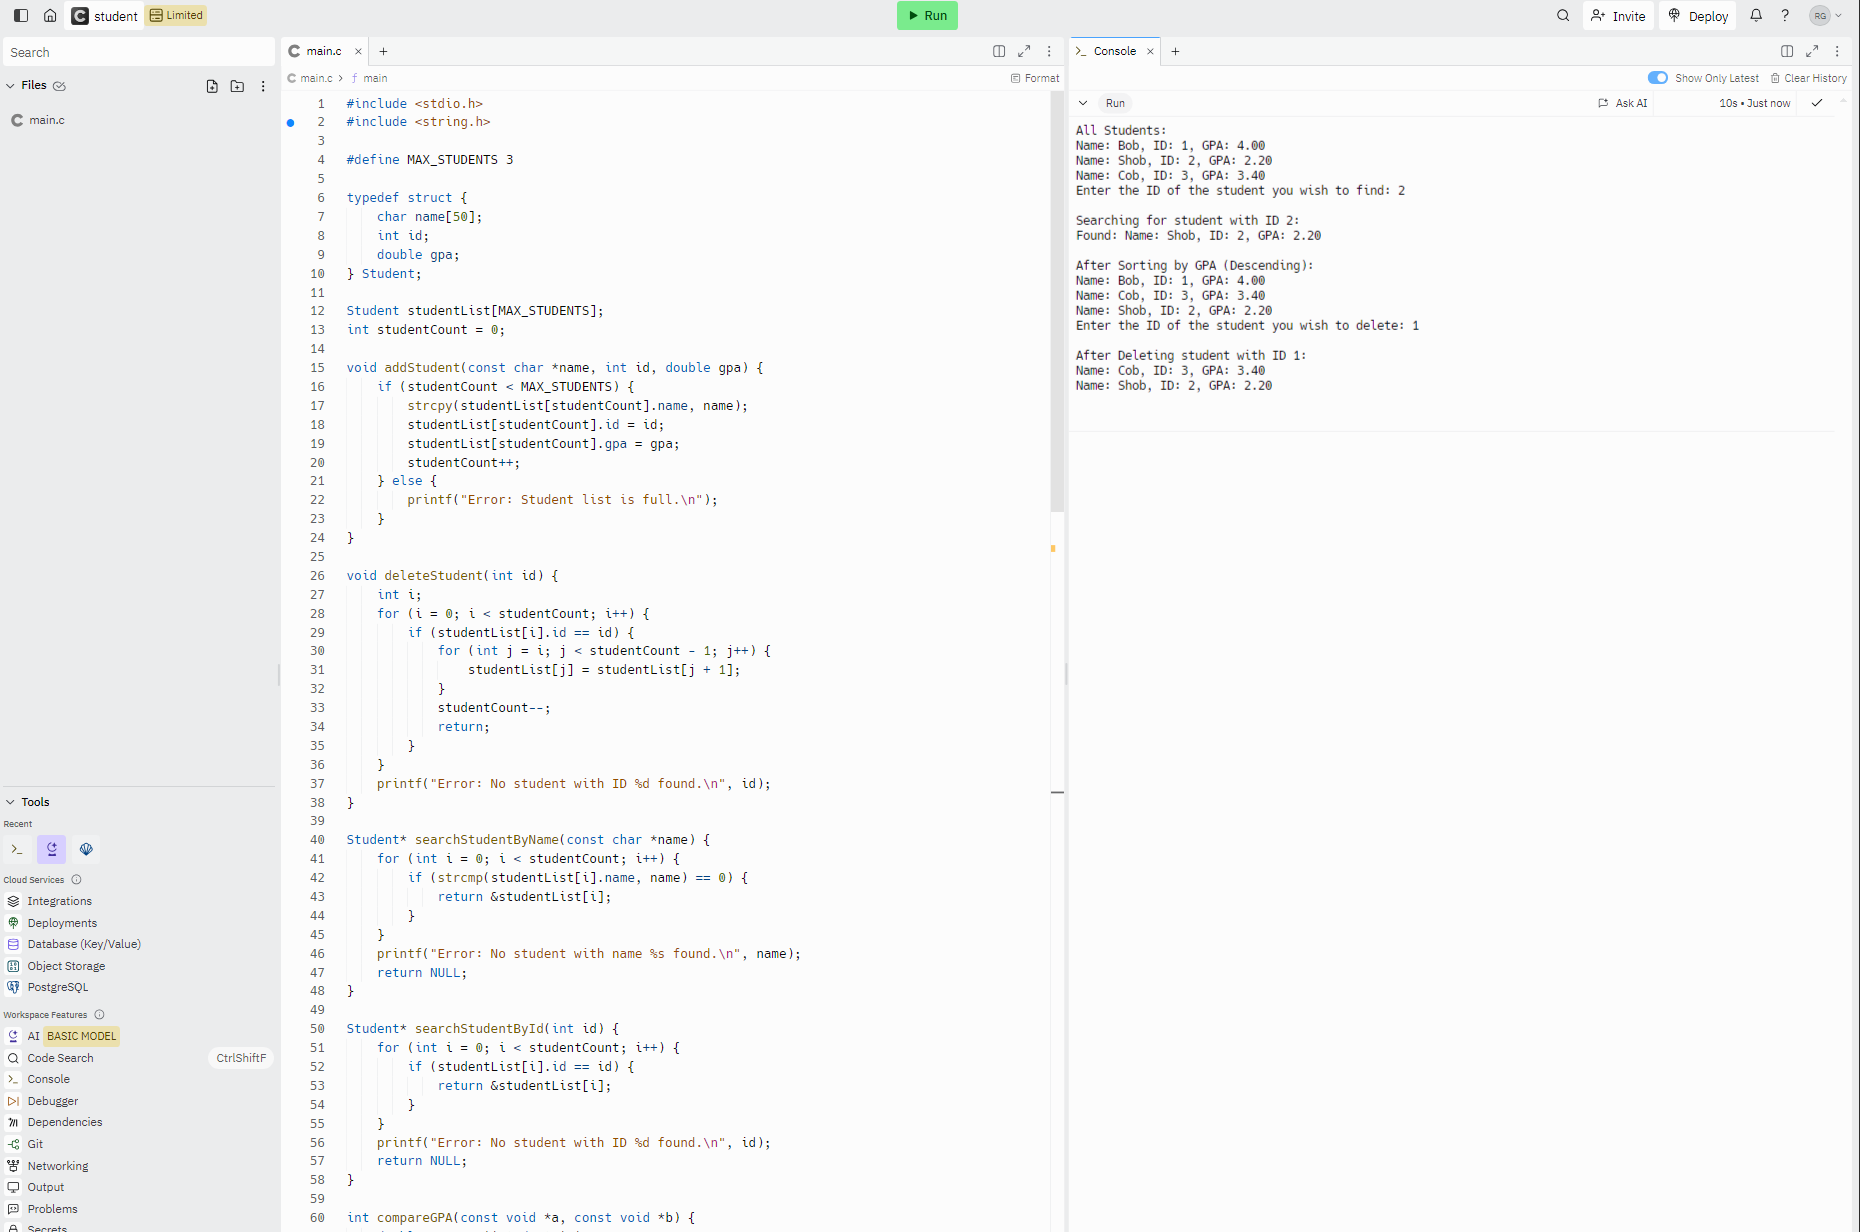 student
Limited
Run
Invite
Deploy
RG
Search
Files
main.c
Tools
Recent
Cloud Services
Integrations
Deployments
Database (Key/Value)
Object Storage
PostgreSQL
Workspace Features
AI BASIC MODEL
Code Search CtrlShiftF
Console
Debugger
Dependencies
Git
Networking
Output
Problems
Secrets
main.c
main.c > f main
Format
1 #include <stdio.h>
2 #include <string.h>
3
4 #define MAX_STUDENTS 3
5
6 typedef struct {
7 char name[50];
8 int id;
9 double gpa;
10 } Student;
11
12 Student studentList[MAX_STUDENTS];
13 int studentCount = 0;
14
15 void addStudent(const char *name, int id, double gpa) {
16 if (studentCount < MAX_STUDENTS) {
17 strcpy(studentList[studentCount].name, name);
18 studentList[studentCount].id = id;
19 studentList[studentCount].gpa = gpa;
20 studentCount++;
21 } else {
22 printf("Error: Student list is full.\n");
23 }
24 }
25
26 void deleteStudent(int id) {
27 int i;
28 for (i = 0; i < studentCount; i++) {
29 if (studentList[i].id == id) {
30 for (int j = i; j < studentCount - 1; j++) {
31 studentList[j] = studentList[j + 1];
32 }
33 studentCount--;
34 return;
35 }
36 }
37 printf("Error: No student with ID %d found.\n", id);
38 }
39
40 Student* searchStudentByName(const char *name) {
41 for (int i = 0; i < studentCount; i++) {
42 if (strcmp(studentList[i].name, name) == 0) {
43 return &studentList[i];
44 }
45 }
46 printf("Error: No student with name %s found.\n", name);
47 return NULL;
48 }
49
50 Student* searchStudentById(int id) {
51 for (int i = 0; i < studentCount; i++) {
52 if (studentList[i].id == id) {
53 return &studentList[i];
54 }
55 }
56 printf("Error: No student with ID %d found.\n", id);
57 return NULL;
58 }
59
60 int compareGPA(const void *a, const void *b) {
Console
Show Only Latest
Clear History
Run
Ask AI
10s • Just now
All Students:
Name: Bob, ID: 1, GPA: 4.00
Name: Shob, ID: 2, GPA: 2.20
Name: Cob, ID: 3, GPA: 3.40
Enter the ID of the student you wish to find: 2
Searching for student with ID 2:
Found: Name: Shob, ID: 2, GPA: 2.20
After Sorting by GPA (Descending):
Name: Bob, ID: 1, GPA: 4.00
Name: Cob, ID: 3, GPA: 3.40
Name: Shob, ID: 2, GPA: 2.20
Enter the ID of the student you wish to delete: 1
After Deleting student with ID 1:
Name: Cob, ID: 3, GPA: 3.40
Name: Shob, ID: 2, GPA: 2.20